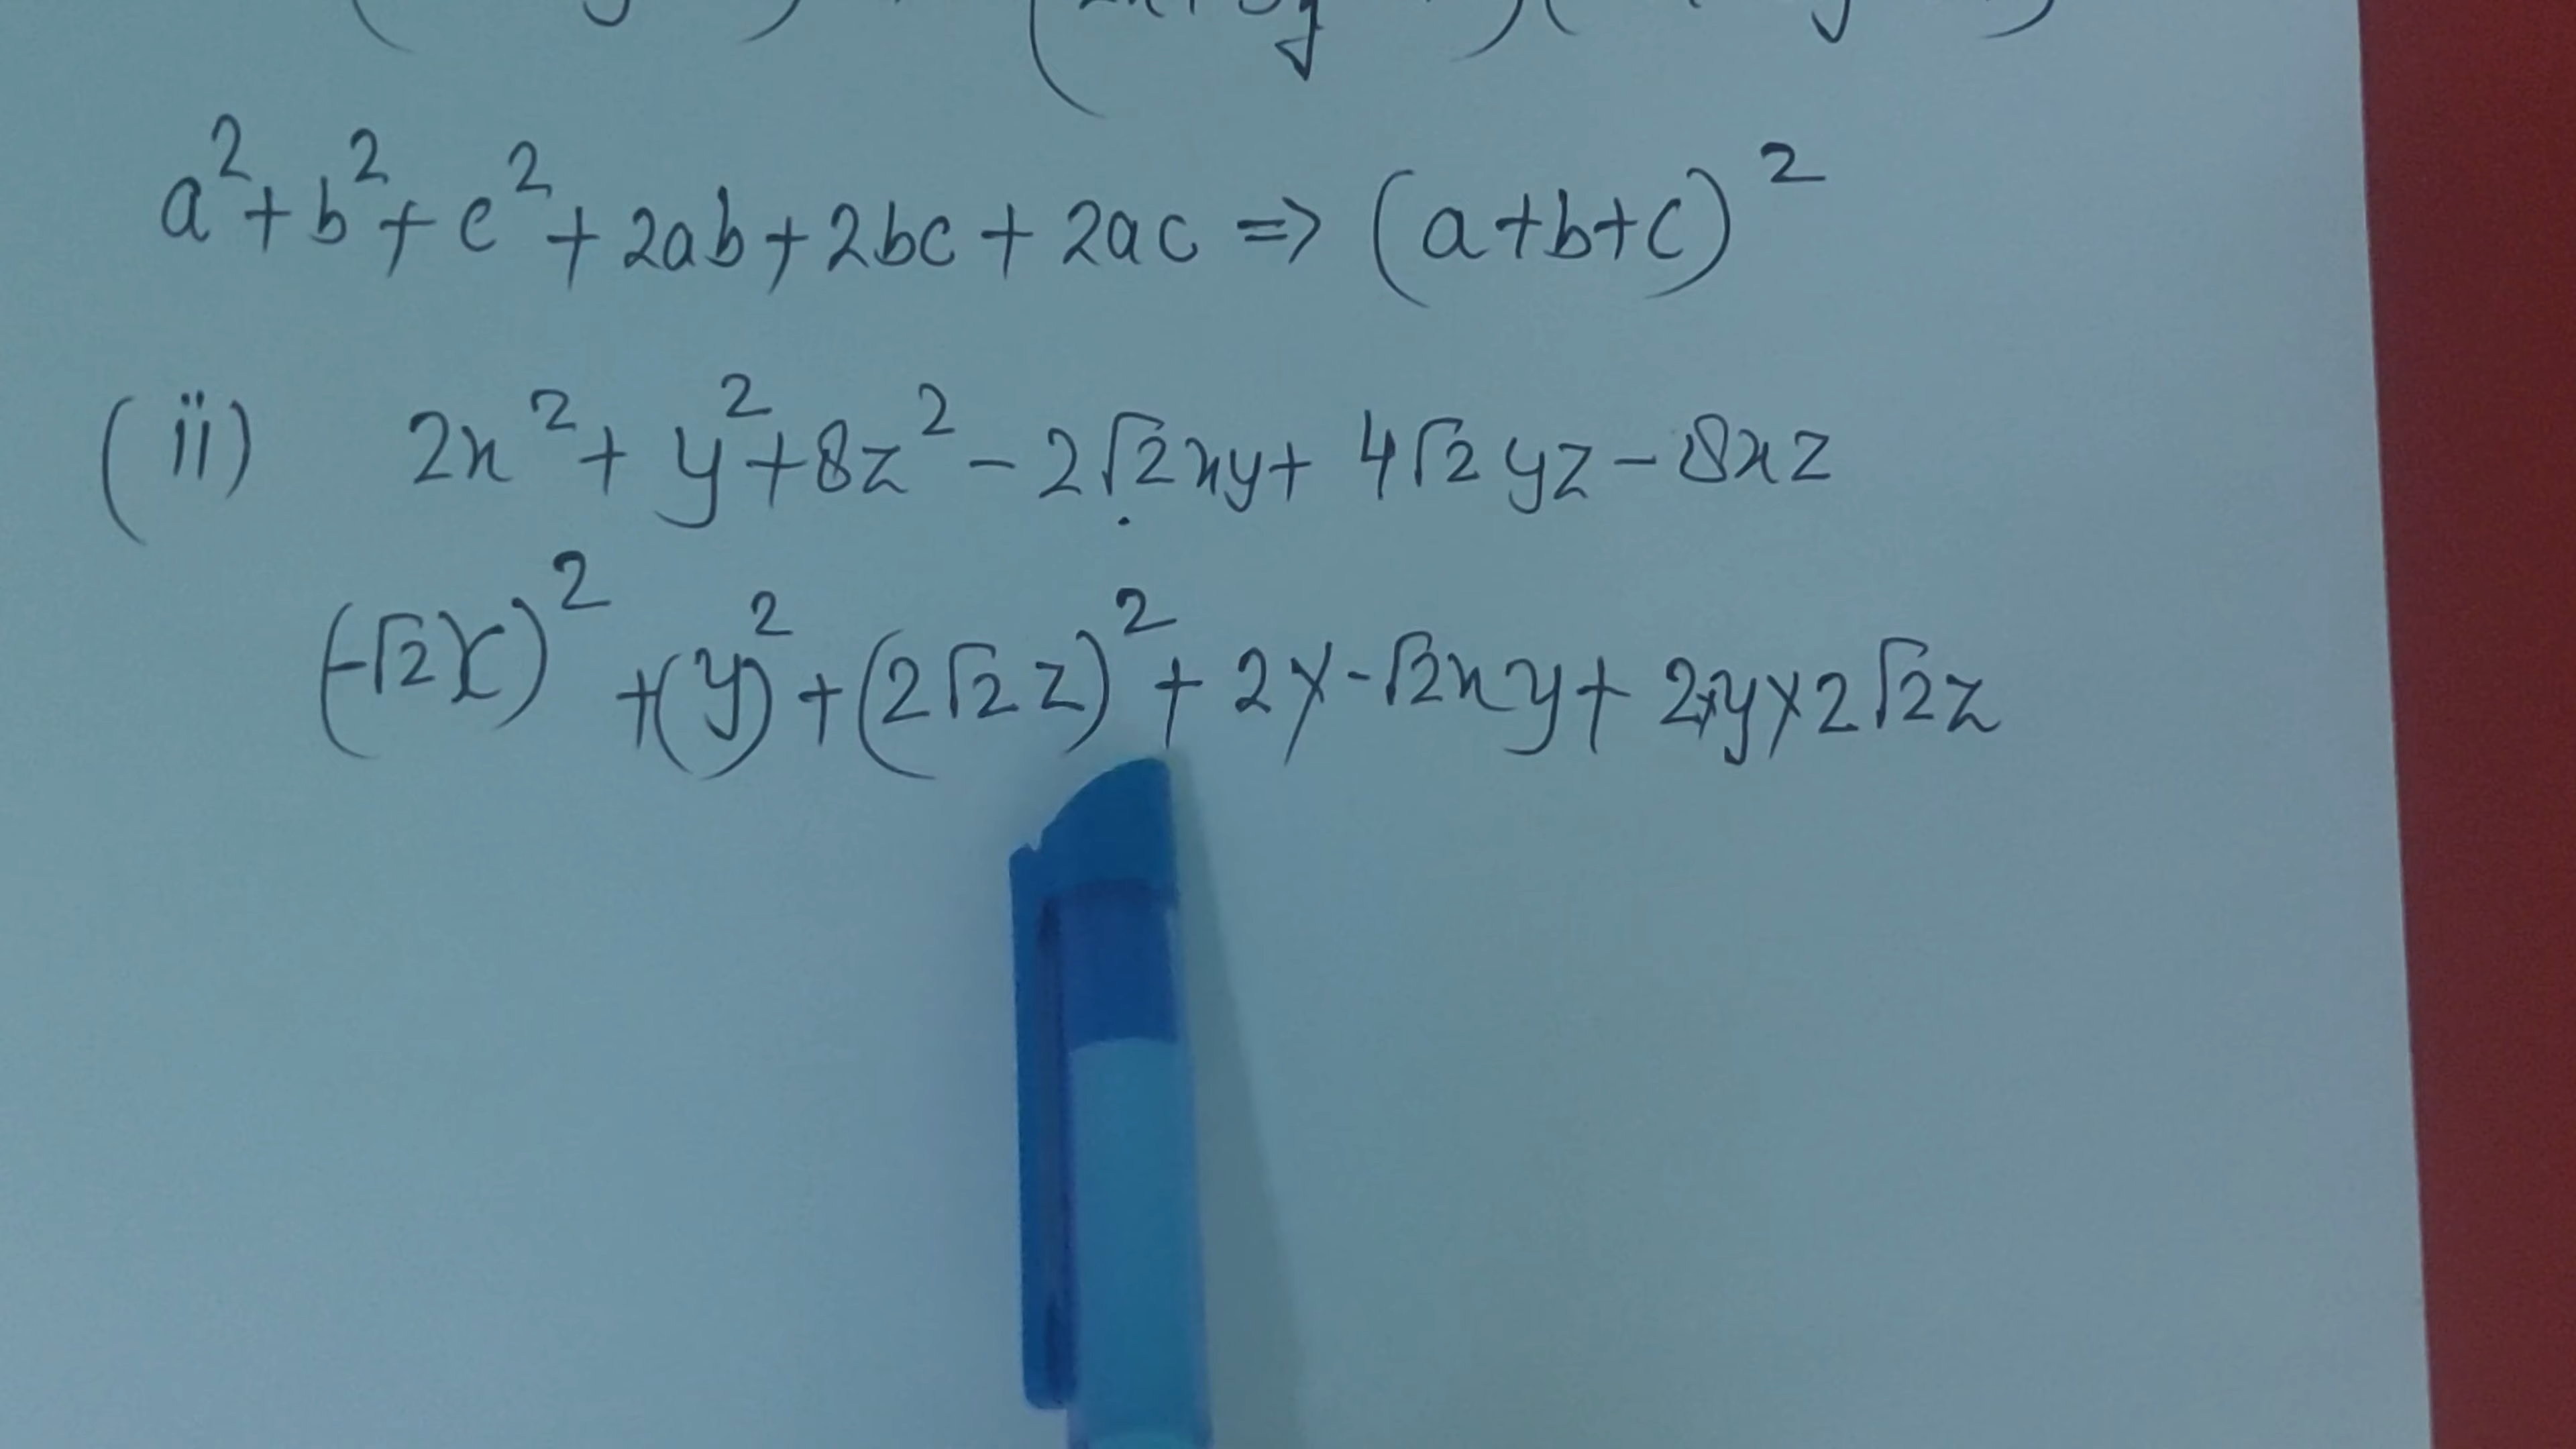 a²+b²+c²+2ab+2bc+2ac => (a+b+c)²
(ii) 2x²+y²+8z²-2√2xy+4√2yz-8xz
(-√2x)²+(y)²+(2√2z)²+2×-√2xy+2×y×2√2z